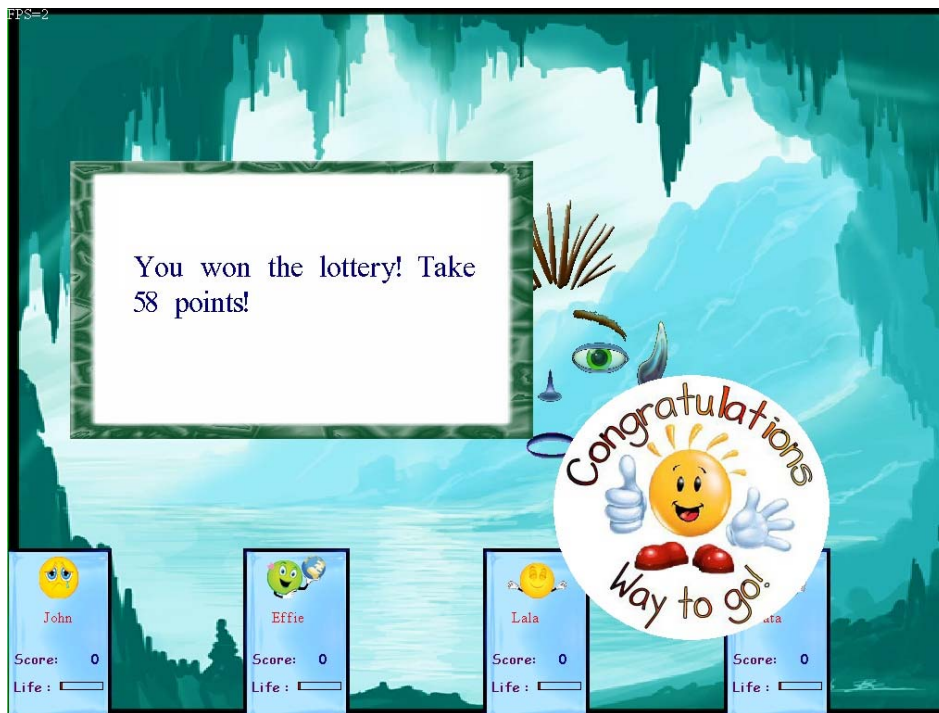 FPS=2
You won the lottery! Take
58 points!
Congratulations
Way to go!
John
Score: 0
Life :
Effie
Score: 0
Life :
Lala
Score: 0
Life :
Score: 0
Life :